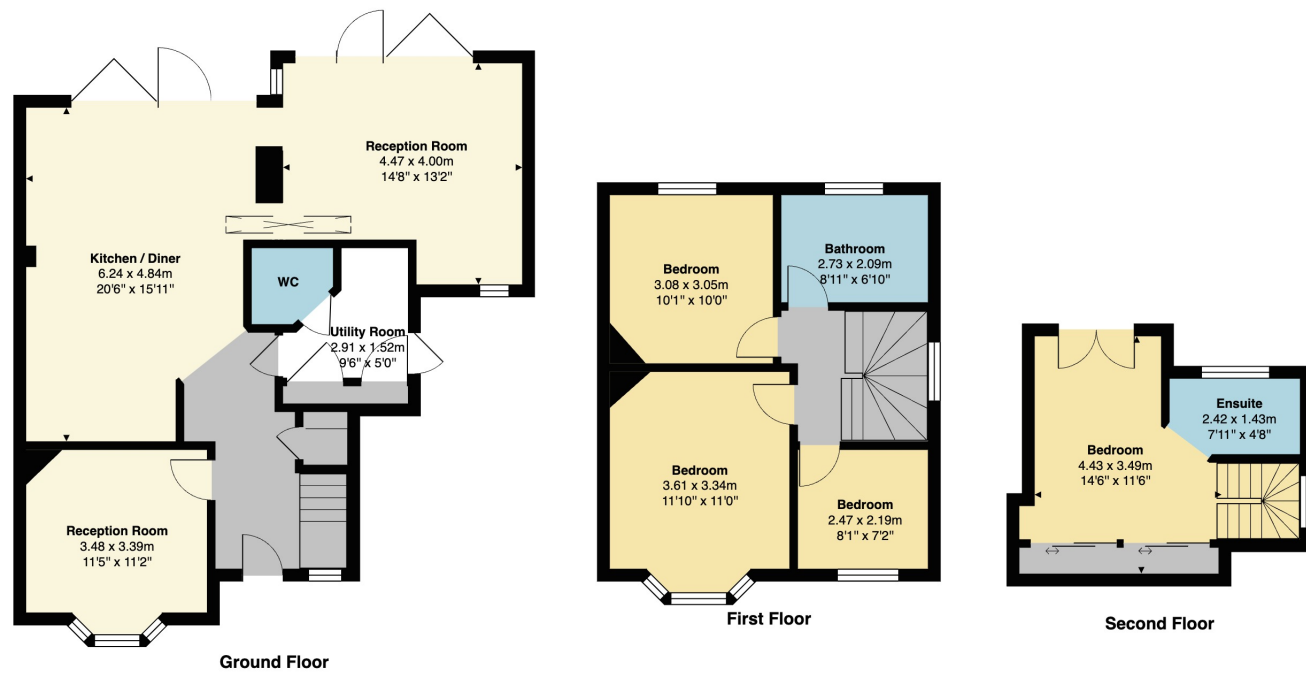 Reception Room
4.47 x 4.00m
14'8" x 13'2"
Kitchen / Diner
6.24 x 4.84m
20'6" x 15'11"
WC
Utility Room
2.91 x 1.52m
9'6" x 5'0"
Reception Room
3.48 x 3.39m
11'5" x 11'2"
Ground Floor
Bedroom
3.08 x 3.05m
10'1" x 10'0"
Bathroom
2.73 x 2.09m
8'11" x 6'10"
Bedroom
3.61 x 3.34m
11'10" x 11'0"
Bedroom
2.47 x 2.19m
8'1" x 7'2"
First Floor
Ensuite
2.42 x 1.43m
7'11" x 4'8"
Bedroom
4.43 x 3.49m
14'6" x 11'6"
Second Floor